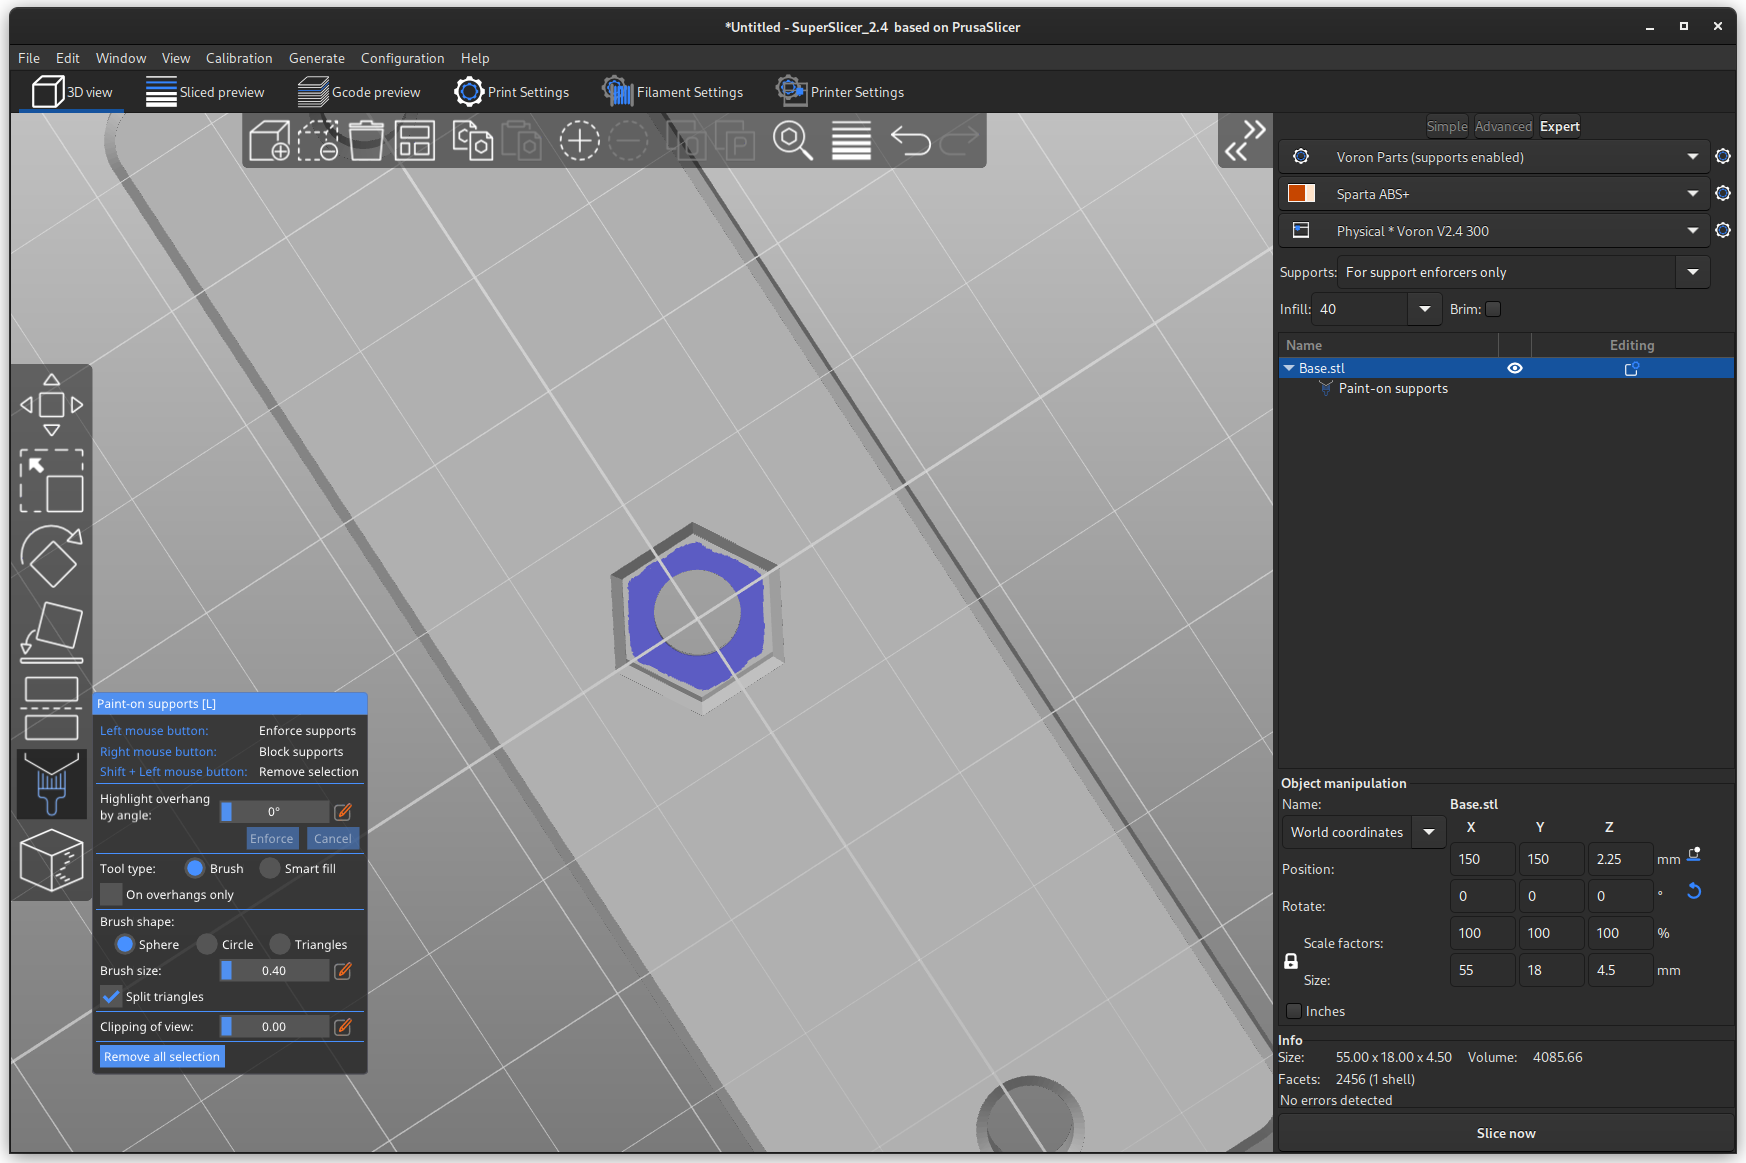 *Untitled - SuperSlicer_2.4 based on PrusaSlicer
File Edit Window View Calibration Generate Configuration Help
3D view Sliced preview Gcode preview Print Settings Filament Settings Printer Settings
Simple Advanced Expert
Voron Parts (supports enabled)
Sparta ABS+
Physical * Voron V2.4 300
Supports: For support enforcers only
Infill: 40 Brim:
Name Editing
Base.stl
Paint-on supports
Paint-on supports [L]
Left mouse button: Enforce supports
Right mouse button: Block supports
Shift + Left mouse button: Remove selection
Highlight overhang
by angle: 0°
Enforce Cancel
Tool type: Brush Smart fill
On overhangs only
Brush shape:
Sphere Circle Triangles
Brush size: 0.40
Split triangles
Clipping of view: 0.00
Remove all selection
Object manipulation
Name: Base.stl
World coordinates X Y Z
Position: 150 150 2.25 mm
Rotate: 0 0 0 °
Scale factors: 100 100 100 %
Size: 55 18 4.5 mm
Inches
Info
Size: 55.00 x 18.00 x 4.50 Volume: 4085.66
Facets: 2456 (1 shell)
No errors detected
Slice now